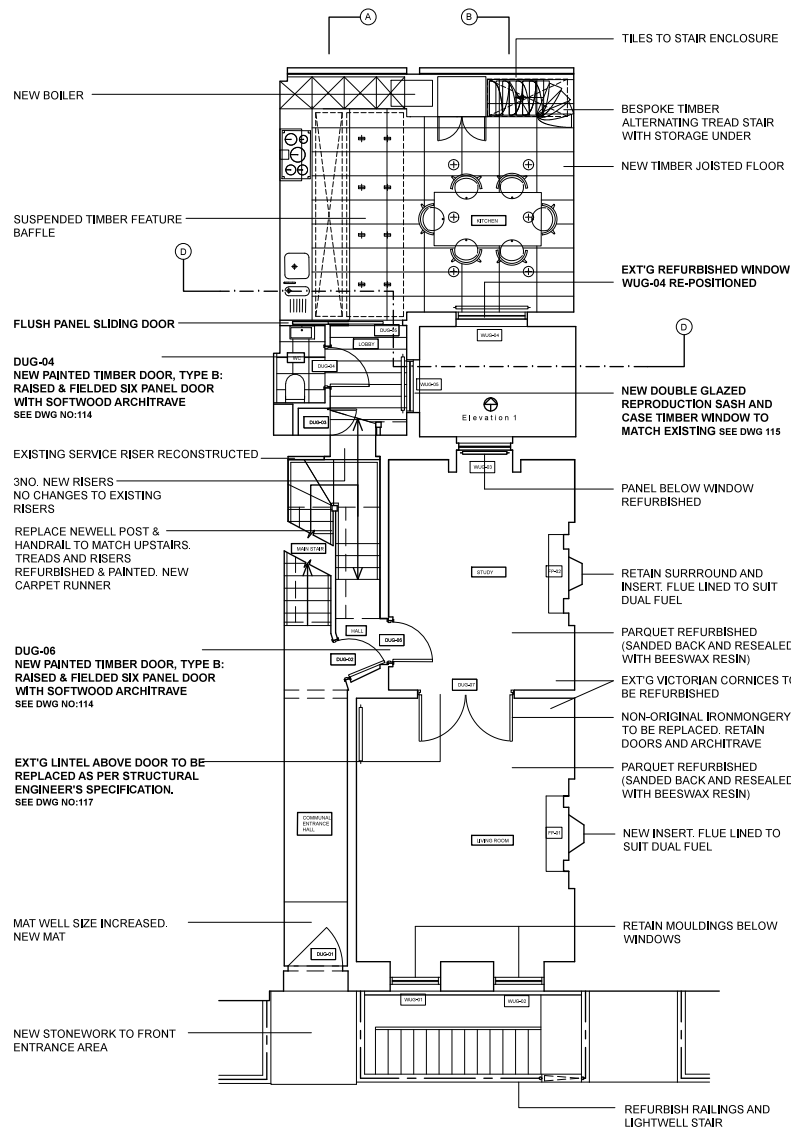 A
B
TILES TO STAIR ENCLOSURE
NEW BOILER
BESPOKE TIMBER
ALTERNATING TREAD STAIR
WITH STORAGE UNDER
NEW TIMBER JOISTED FLOOR
SUSPENDED TIMBER FEATURE
BAFFLE
KITCHEN
D
EXT'G REFURBISHED WINDOW
WUG-04 RE-POSITIONED
FLUSH PANEL SLIDING DOOR
DUG-05
WUG-04
D
LOBBY
WC
DUG-04
DUG-04
NEW PAINTED TIMBER DOOR, TYPE B:
RAISED & FIELDED SIX PANEL DOOR
WITH SOFTWOOD ARCHITRAVE
SEE DWG NO:114
WUG-05
Elevation 1
NEW DOUBLE GLAZED
REPRODUCTION SASH AND
CASE TIMBER WINDOW TO
MATCH EXISTING SEE DWG 115
DUG-03
EXISTING SERVICE RISER RECONSTRUCTED
WUG-03
3NO. NEW RISERS
NO CHANGES TO EXISTING
RISERS
PANEL BELOW WINDOW
REFURBISHED
REPLACE NEWELL POST &
HANDRAIL TO MATCH UPSTAIRS.
TREADS AND RISERS
REFURBISHED & PAINTED. NEW
CARPET RUNNER
MAIN STAIR
STUDY
FP-02
RETAIN SURRROUND AND
INSERT. FLUE LINED TO SUIT
DUAL FUEL
HALL
DUG-06
DUG-02
PARQUET REFURBISHED
(SANDED BACK AND RESEALED
WITH BEESWAX RESIN)
DUG-06
NEW PAINTED TIMBER DOOR, TYPE B:
RAISED & FIELDED SIX PANEL DOOR
WITH SOFTWOOD ARCHITRAVE
SEE DWG NO:114
DUG-07
EXT'G VICTORIAN CORNICES TO
BE REFURBISHED
NON-ORIGINAL IRONMONGERY
TO BE REPLACED. RETAIN
DOORS AND ARCHITRAVE
EXT'G LINTEL ABOVE DOOR TO BE
REPLACED AS PER STRUCTURAL
ENGINEER'S SPECIFICATION.
SEE DWG NO:117
PARQUET REFURBISHED
(SANDED BACK AND RESEALED
WITH BEESWAX RESIN)
COMMUNAL
ENTRANCE
HALL
LIVING ROOM
FP-01
NEW INSERT. FLUE LINED TO
SUIT DUAL FUEL
MAT WELL SIZE INCREASED.
NEW MAT
DUG-01
RETAIN MOULDINGS BELOW
WINDOWS
WUG-01
WUG-02
NEW STONEWORK TO FRONT
ENTRANCE AREA
REFURBISH RAILINGS AND
LIGHTWELL STAIR